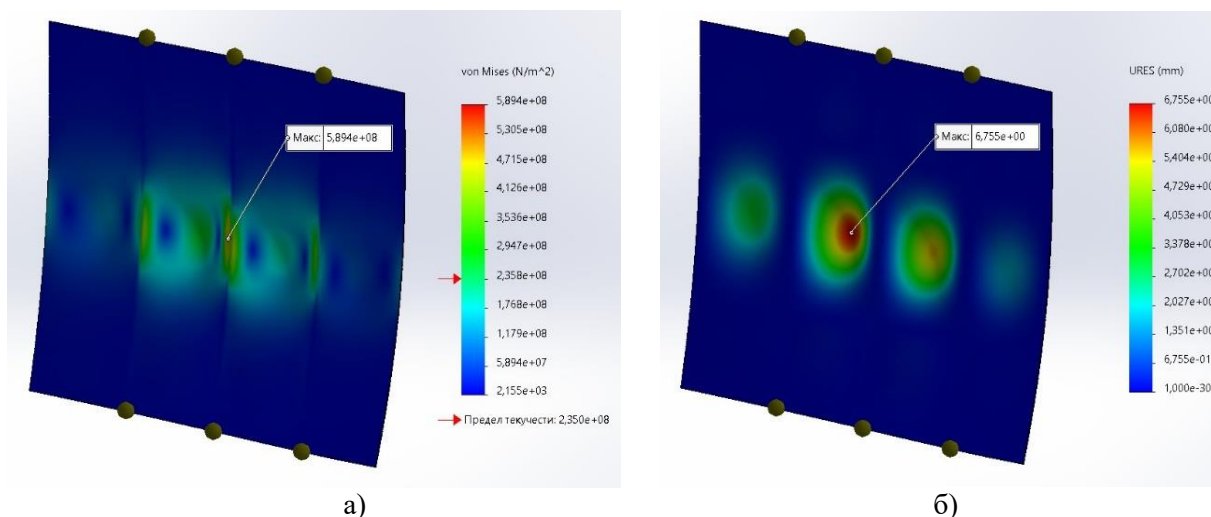 von Mises (N/m^2)
5,894e+08
5,305e+08
4,715e+08
4,126e+08
3,536e+08
2,947e+08
2,358e+08
1,768e+08
1,179e+08
5,894e+07
2,155e+03
Предел текучести: 2,350e+08
Макс: 5,894e+08
а)
URES (mm)
6,755e+00
6,080e+00
5,404e+00
4,729e+00
4,053e+00
3,378e+00
2,702e+00
2,027e+00
1,351e+00
6,755e-01
1,000e-30
Макс: 6,755e+00
б)